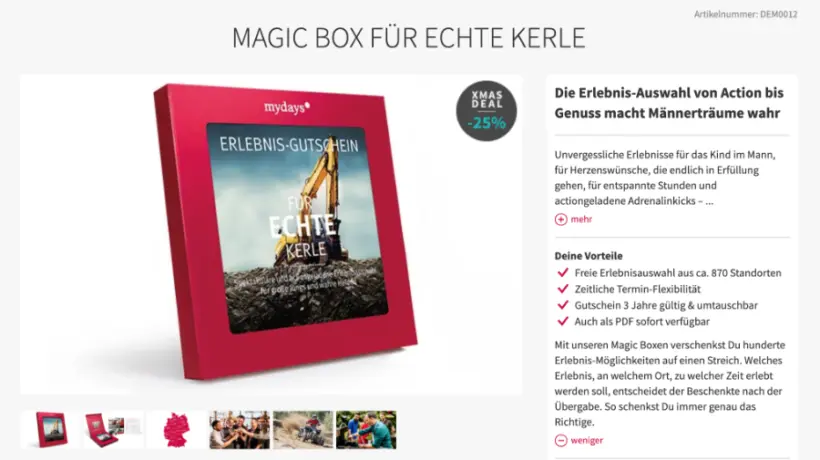 Artikelnummer: DEM0012
MAGIC BOX FÜR ECHTE KERLE
mydays
ERLEBNIS-GUTSCHEIN
FÜR
ECHTE
KERLE
für große Jungs und wahre
XMAS
DEAL
-25%
Die Erlebnis-Auswahl von Action bis
Genuss macht Männerträume wahr
Unvergessliche Erlebnisse für das Kind im Mann,
für Herzenswünsche, die endlich in Erfüllung
gehen, für entspannte Stunden und
actiongeladene Adrenalinkicks – ...
mehr
Deine Vorteile
Freie Erlebnisauswahl aus ca. 870 Standorten
Zeitliche Termin-Flexibilität
Gutschein 3 Jahre gültig & umtauschbar
Auch als PDF sofort verfügbar
Mit unseren Magic Boxen verschenkst Du hunderte
Erlebnis-Möglichkeiten auf einen Streich. Welches
Erlebnis, an welchem Ort, zu welcher Zeit erlebt
werden soll, entscheidet der Beschenkte nach der
Übergabe. So schenkst Du immer genau das
Richtige.
weniger